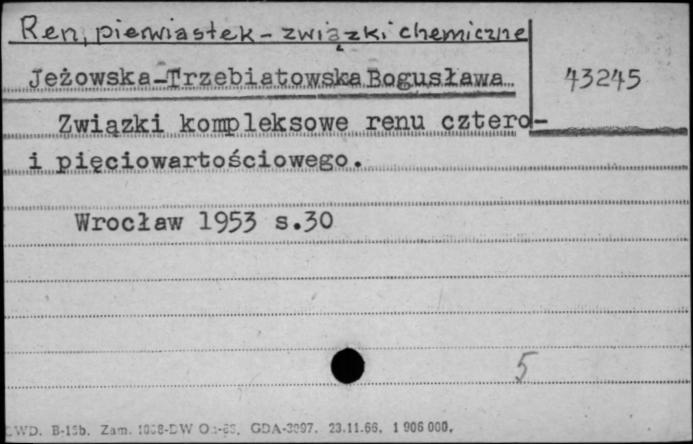 Ren, pierwiastek - związki chemiczne
Jeżowska-Trzebiatowska Bogusława
43245
Związki kompleksowe renu cztero-
i pięciowartościowego.
Wrocław 1953 s.30
5
B-15b. Zam. GDA-3097. 23.11.66. 1 906 000.